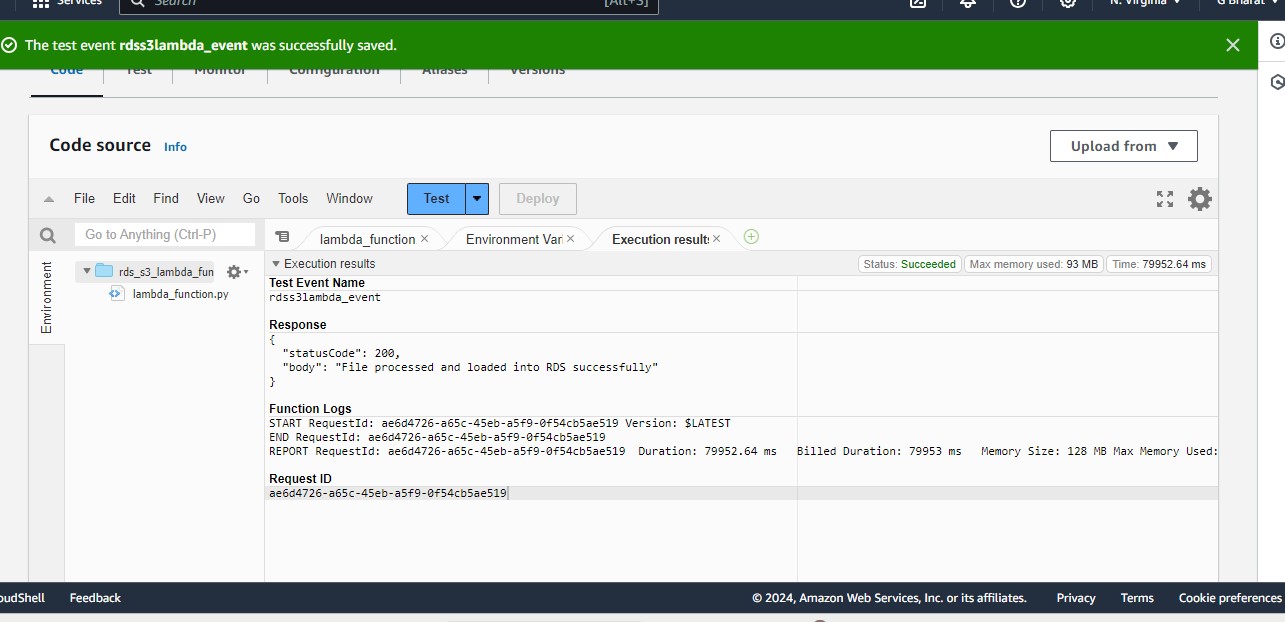 Services Search [Alt+S] N. Virginia G Bharat
The test event rdss3lambda_event was successfully saved.
Code Test Monitor Configuration Aliases Versions
Code source Info Upload from
File Edit Find View Go Tools Window Test Deploy
Go to Anything (Ctrl-P) lambda_function Environment Var Execution results
Execution results Status: Succeeded Max memory used: 93 MB Time: 79952.64 ms
Environment
rds_s3_lambda_fun
lambda_function.py
Test Event Name
rdss3lambda_event
Response
{
"statusCode": 200,
"body": "File processed and loaded into RDS successfully"
}
Function Logs
START RequestId: ae6d4726-a65c-45eb-a5f9-0f54cb5ae519 Version: $LATEST
END RequestId: ae6d4726-a65c-45eb-a5f9-0f54cb5ae519
REPORT RequestId: ae6d4726-a65c-45eb-a5f9-0f54cb5ae519 Duration: 79952.64 ms Billed Duration: 79953 ms Memory Size: 128 MB Max Memory Used:
Request ID
ae6d4726-a65c-45eb-a5f9-0f54cb5ae519
oudShell Feedback © 2024, Amazon Web Services, Inc. or its affiliates. Privacy Terms Cookie preferences